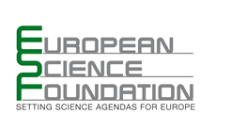 EUROPEAN
SCIENCE
FOUNDATION
SETTING SCIENCE AGENDAS FOR EUROPE